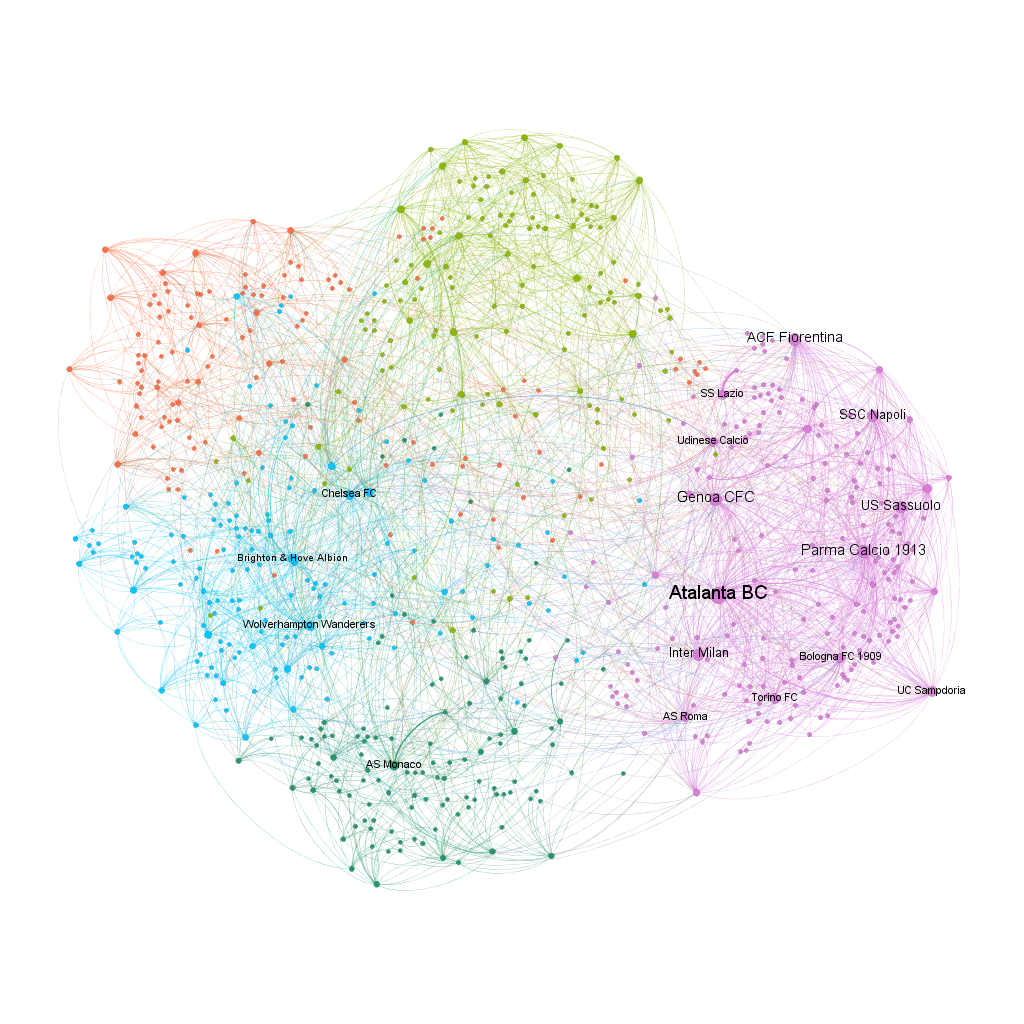 ACF Fiorentina
SS Lazio
SSC Napoli
Udinese Calcio
Chelsea FC
Genoa CFC
US Sassuolo
Parma Calcio 1913
Brighton & Hove Albion
Atalanta BC
Wolverhampton Wanderers
Inter Milan
Bologna FC 1909
UC Sampdoria
Torino FC
AS Roma
AS Monaco